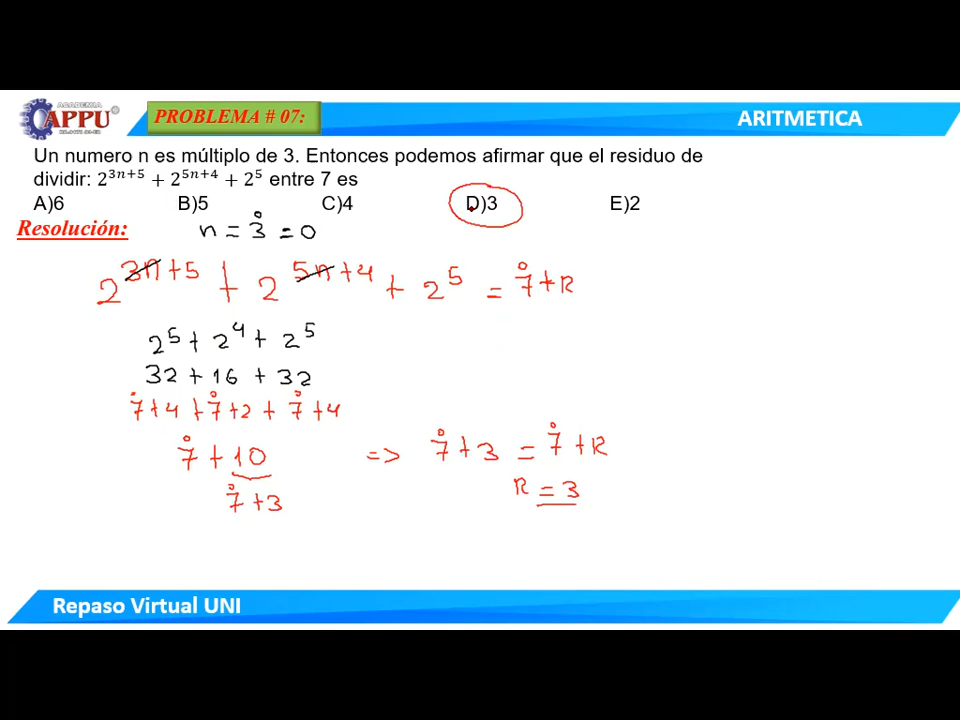 ACADEMIA
APPU®
PROBLEMA # 07:
ARITMETICA
Un numero n es múltiplo de 3. Entonces podemos afirmar que el residuo de
dividir: 2^{3n+5} + 2^{5n+4} + 2^5 entre 7 es
A)6 B)5 C)4 D)3 E)2
Resolución:
n = 3̊ = 0
2^{3n+5} + 2^{5n+4} + 2^5 = 7̊ + R
2^5 + 2^4 + 2^5
32 + 16 + 32
7̊+4 + 7̊+2 + 7̊+4
7̊ + 10 => 7̊ + 3 = 7̊ + R
7̊ + 3 R = 3
Repaso Virtual UNI